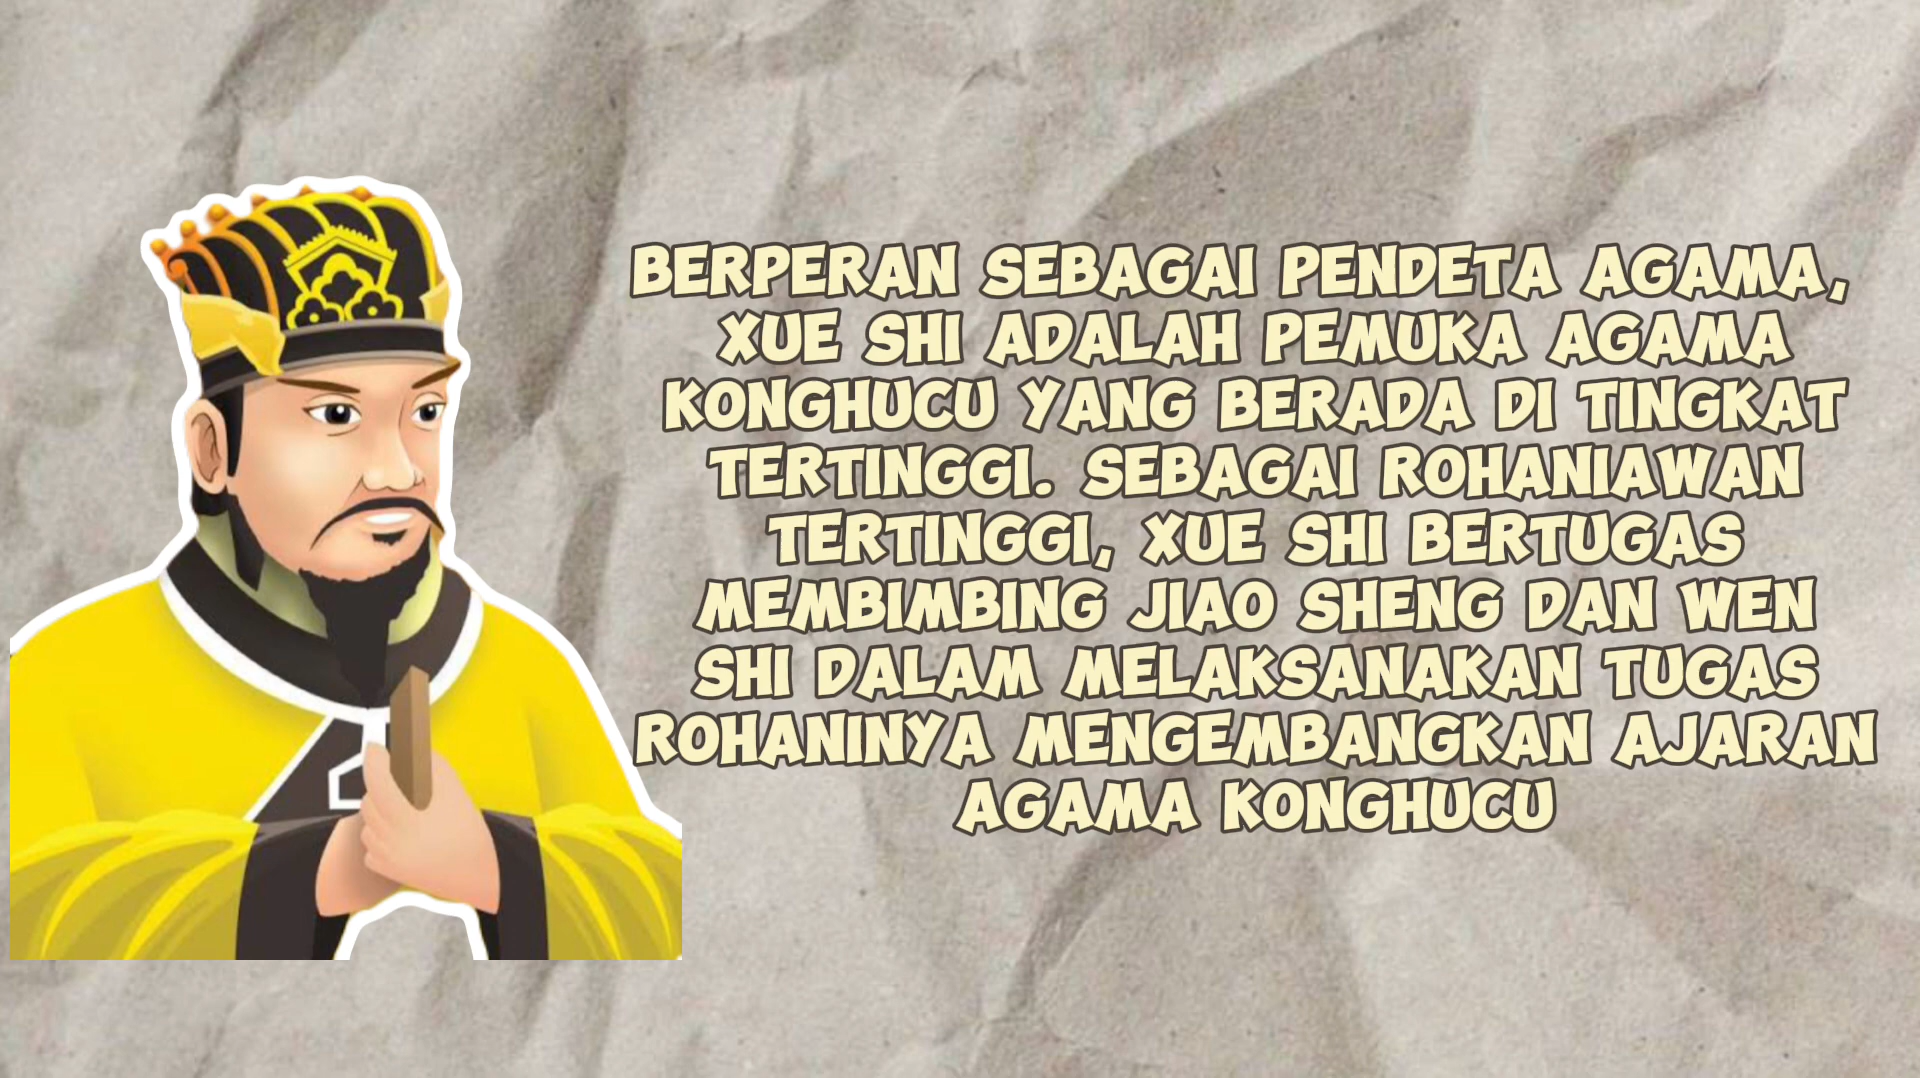 BERPERAN SEBAGAI PENDETA AGAMA,
XUE SHI ADALAH PEMUKA AGAMA
KONGHUCU YANG BERADA DI TINGKAT
TERTINGGI. SEBAGAI ROHANIAWAN
TERTINGGI, XUE SHI BERTUGAS
MEMBIMBING JIAO SHENG DAN WEN
SHI DALAM MELAKSANAKAN TUGAS
ROHANINYA MENGEMBANGKAN AJARAN
AGAMA KONGHUCU